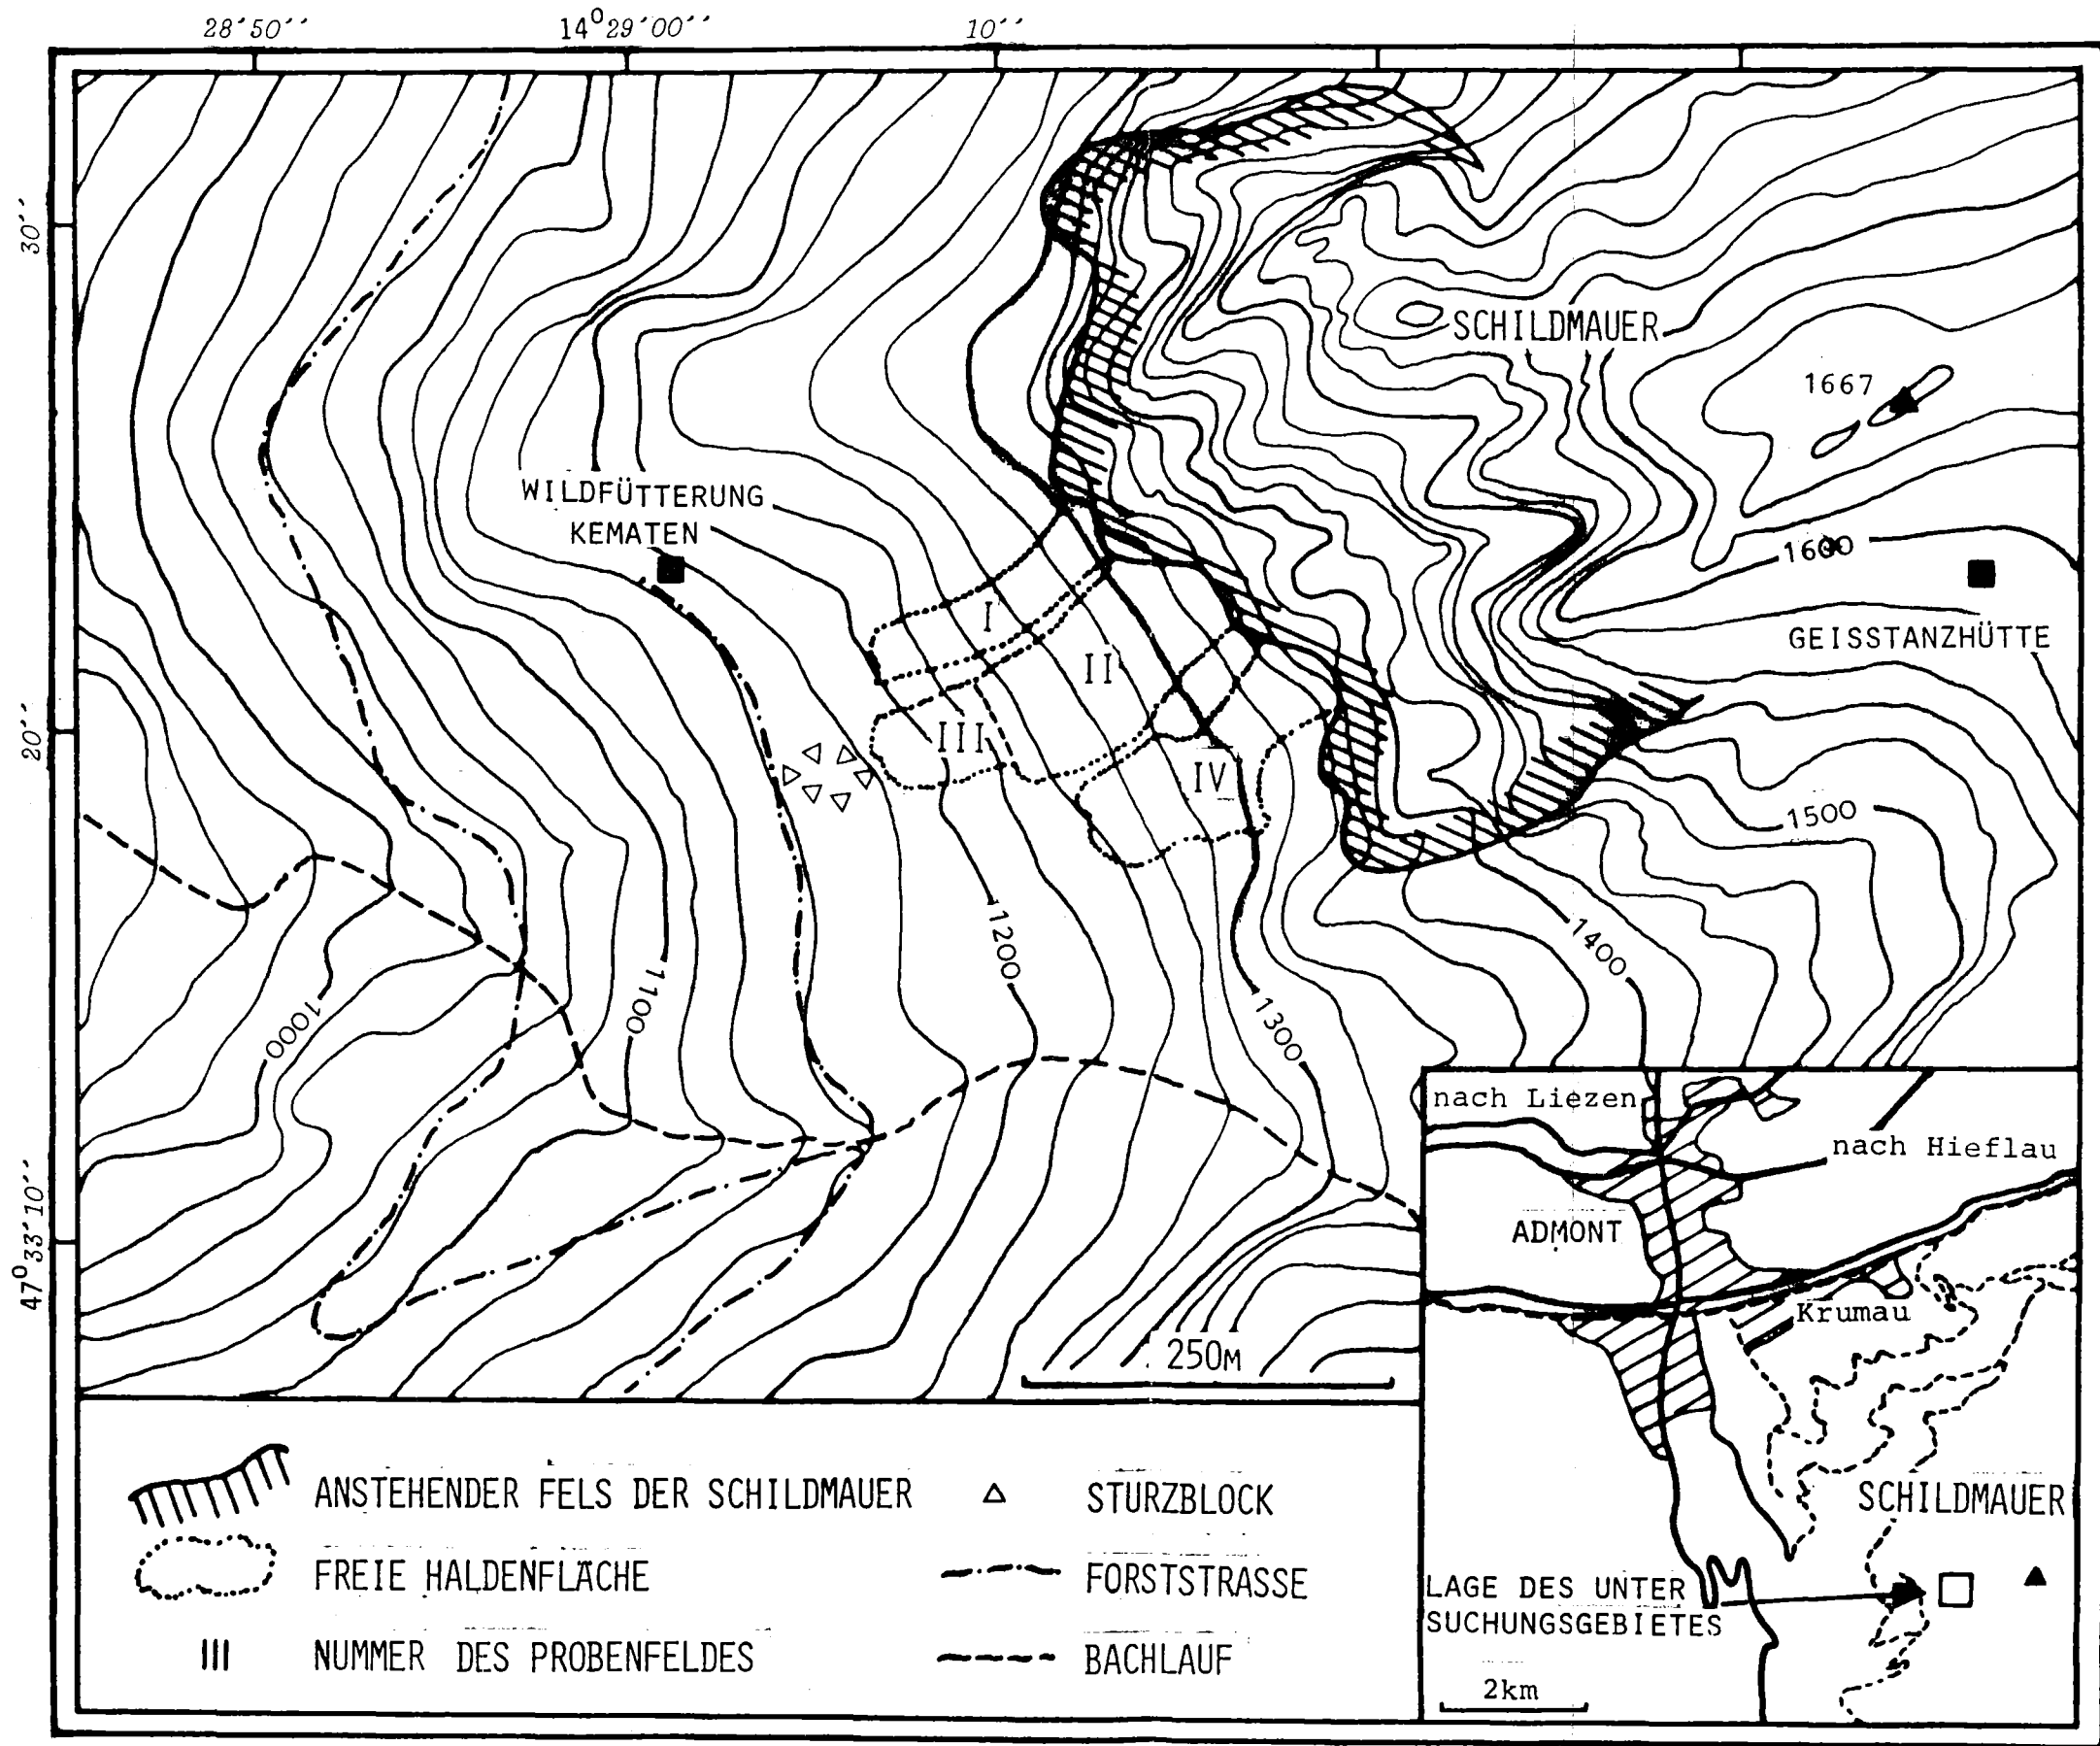 28'50''
14°29'00''
10''
30''
20''
47°33'10''
SCHILDMAUER
1667
WILDFÜTTERUNG
KEMATEN
1600
GEISSTANZHÜTTE
I
II
III
IV
1500
1400
1300
1200
1100
1000
250M
nach Liezen
nach Hieflau
ADMONT
Krumau
SCHILDMAUER
LAGE DES UNTER
SUCHUNGSGEBIETES
2km
ANSTEHENDER FELS DER SCHILDMAUER
STURZBLOCK
FREIE HALDENFLÄCHE
FORSTSTRASSE
III
NUMMER DES PROBENFELDES
BACHLAUF